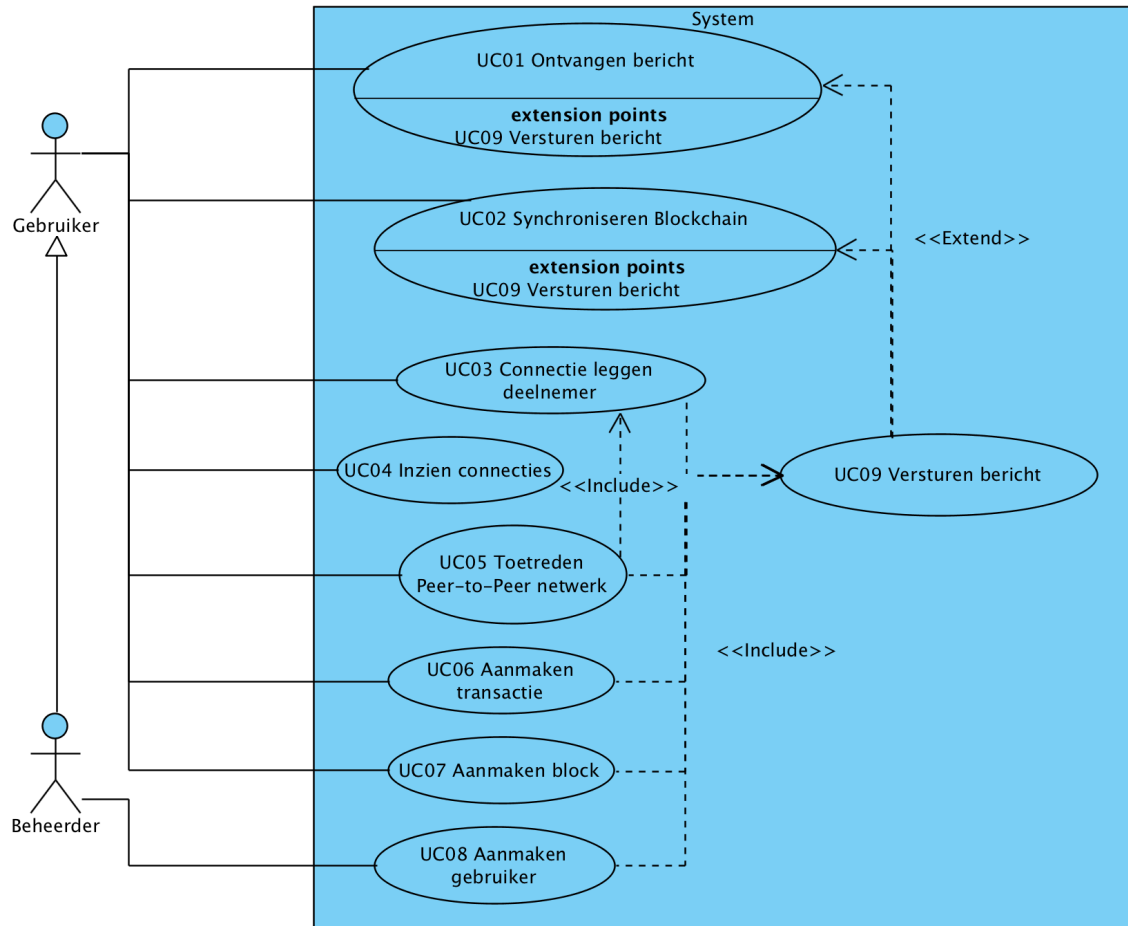 System
UC01 Ontvangen bericht
extension points
UC09 Versturen bericht
Gebruiker
UC02 Synchroniseren Blockchain
extension points
UC09 Versturen bericht
<<Extend>>
UC03 Connectie leggen
deelnemer
UC04 Inzien connecties
<<Include>>
UC09 Versturen bericht
UC05 Toetreden
Peer-to-Peer netwerk
<<Include>>
UC06 Aanmaken
transactie
UC07 Aanmaken block
Beheerder
UC08 Aanmaken
gebruiker